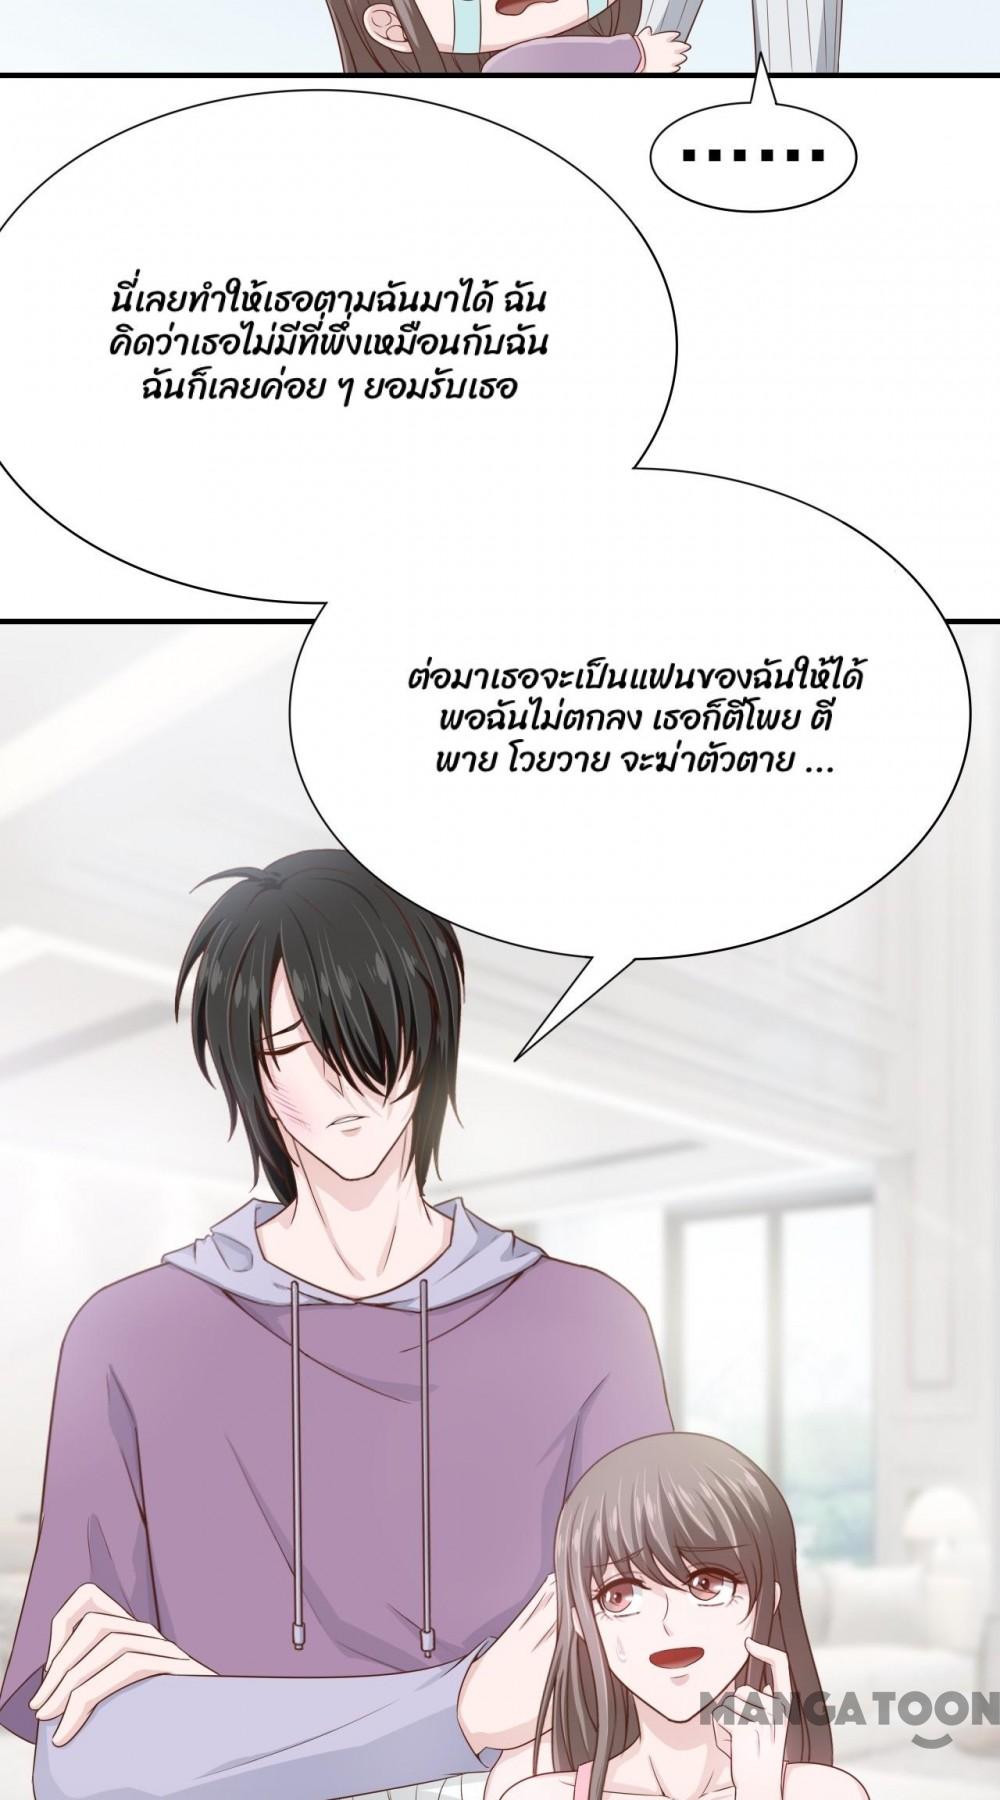 ▪▪▪▪▪▪
นี่เลยทำให้เธอตามฉันมาได้ ฉัน
คิดว่าเธอไม่มีที่พึ่งเหมือนกับฉัน
ฉันก็เลยค่อย ๆ ยอมรับเธอ
ต่อมาเธอจะเป็นแฟนของฉันให้ได้
พอฉันไม่ตกลง เธอก็ตีโพย ตี
พาย โวยวาย จะฆ่าตัวตาย ...
MANGATOON